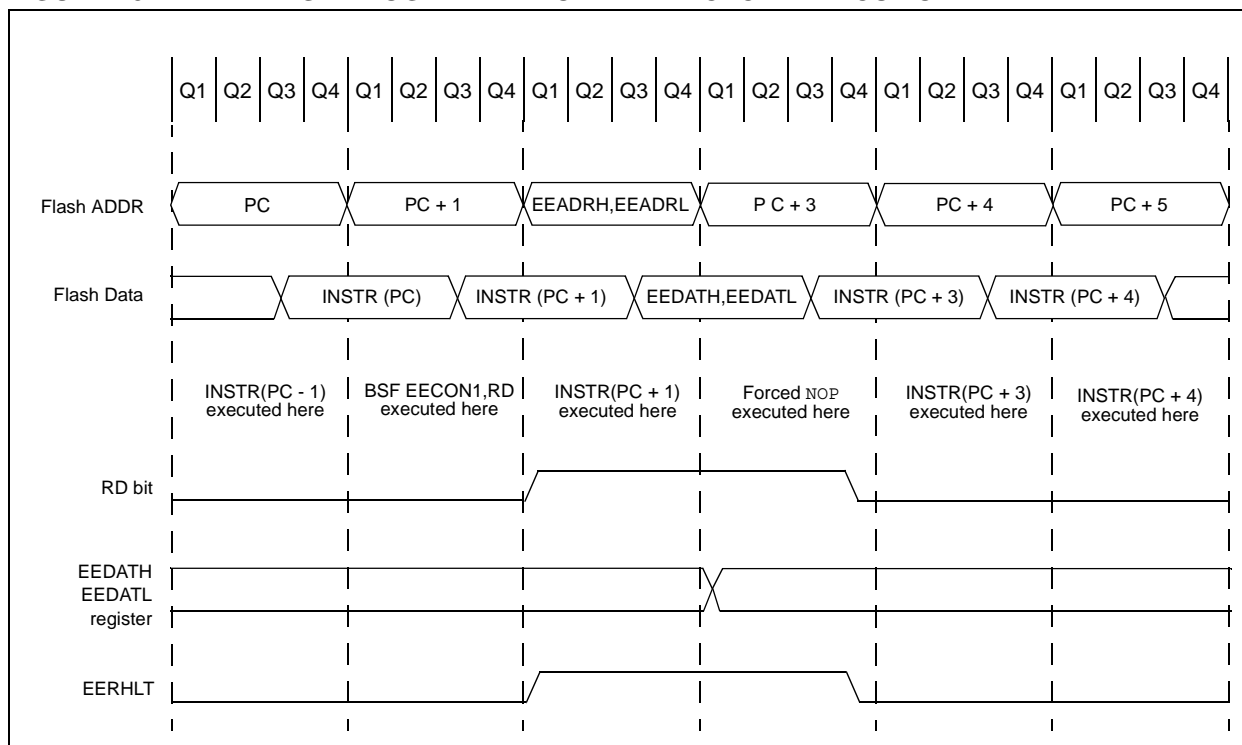 Q1 Q2 Q3 Q4 Q1 Q2 Q3 Q4 Q1 Q2 Q3 Q4 Q1 Q2 Q3 Q4 Q1 Q2 Q3 Q4 Q1 Q2 Q3 Q4
Flash ADDR PC PC + 1 EEADRH,EEADRL P C + 3 PC + 4 PC + 5
Flash Data INSTR (PC) INSTR (PC + 1) EEDATH,EEDATL INSTR (PC + 3) INSTR (PC + 4)
INSTR(PC - 1) BSF EECON1,RD INSTR(PC + 1) Forced NOP INSTR(PC + 3) INSTR(PC + 4)
executed here executed here executed here executed here executed here executed here
RD bit
EEDATH
EEDATL
register
EERHLT